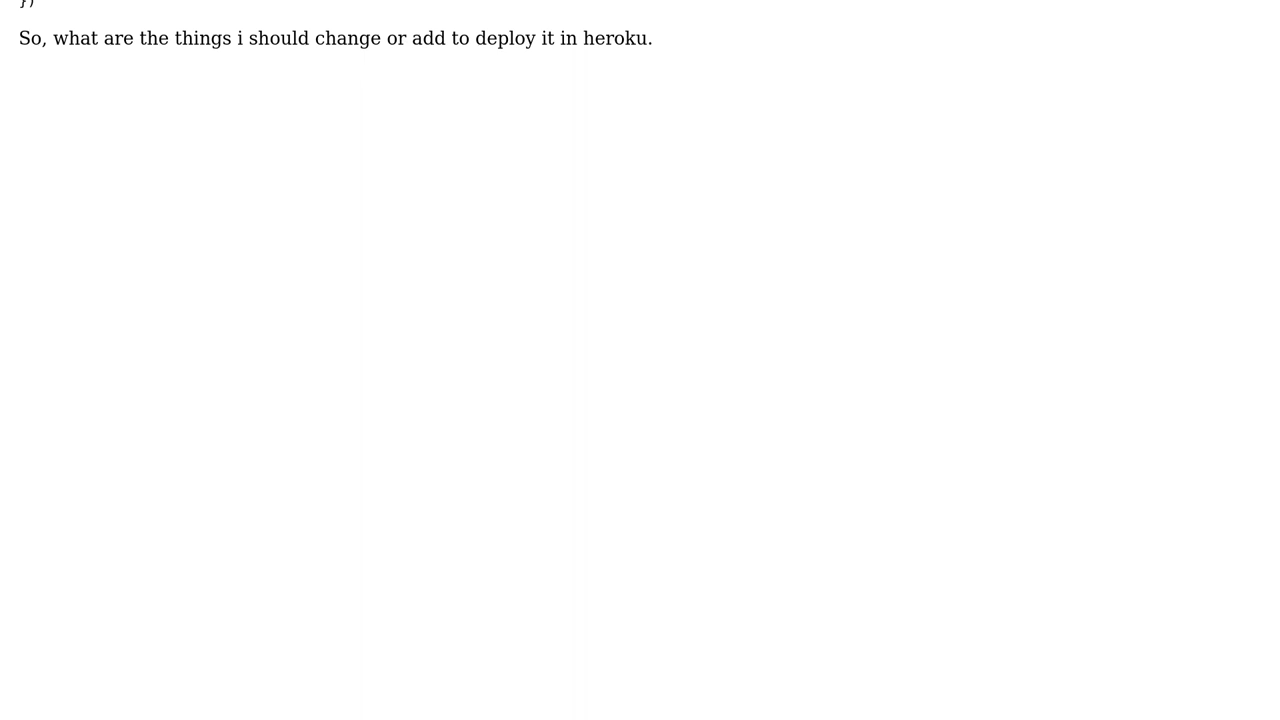 })
So, what are the things i should change or add to deploy it in heroku.